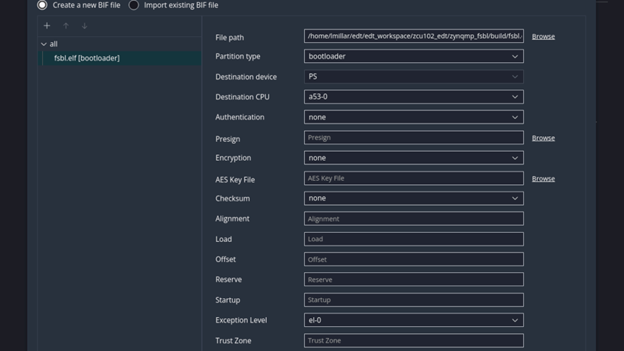 Create a new BIF file Import existing BIF file
all
fsbl.elf [bootloader]
File path /home/lmillar/edt/edt_workspace/zcu102_edt/zynqmp_fsbl/build/fsbl. Browse
Partition type bootloader
Destination device PS
Destination CPU a53-0
Authentication none
Presign Presign Browse
Encryption none
AES Key File AES Key File Browse
Checksum none
Alignment Alignment
Load Load
Offset Offset
Reserve Reserve
Startup Startup
Exception Level el-0
Trust Zone Trust Zone